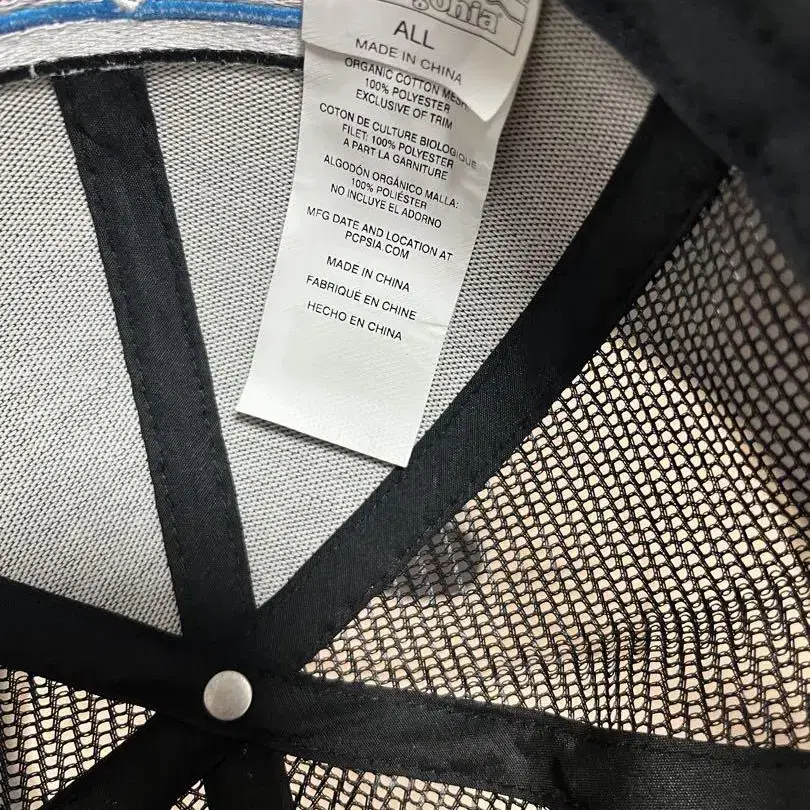 ALL
MADE IN CHINA
ORGANIC COTTON MESH:
100% POLYESTER
EXCLUSIVE OF TRIM
COTON DE CULTURE BIOLOGIQUE
FILET: 100% POLYESTER
A PART LA GARNITURE
ALGODÓN ORGÁNICO MALLA:
100% POLIÉSTER
NO INCLUYE EL ADORNO
MFG DATE AND LOCATION AT
PCPSIA.COM
MADE IN CHINA
FABRIQUÉ EN CHINE
HECHO EN CHINA